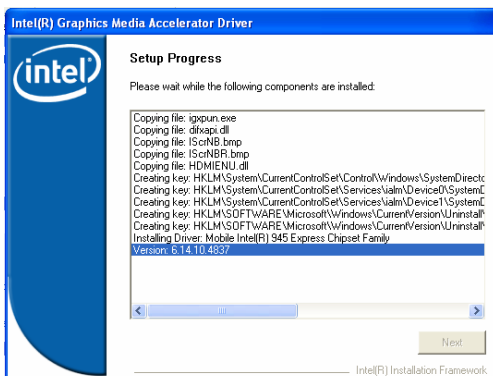 Intel(R) Graphics Media Accelerator Driver
intel
Setup Progress
Please wait while the following components are installed:
Copying file: igxpun.exe
Copying file: difxapi.dll
Copying file: IScrNB.bmp
Copying file: IScrNBR.bmp
Copying file: HDMIENU.dll
Creating key: HKLM\System\CurrentControlSet\Control\Windows\SystemDirecto
Creating key: HKLM\System\CurrentControlSet\Services\ialm\Device0\SystemD
Creating key: HKLM\System\CurrentControlSet\Services\ialm\Device1\SystemD
Creating key: HKLM\SOFTWARE\Microsoft\Windows\CurrentVersion\Uninstall
Creating key: HKLM\SOFTWARE\Microsoft\Windows\CurrentVersion\Uninstall
Installing Driver: Mobile Intel(R) 945 Express Chipset Family
Version: 6.14.10.4837
Next
Intel(R) Installation Framework